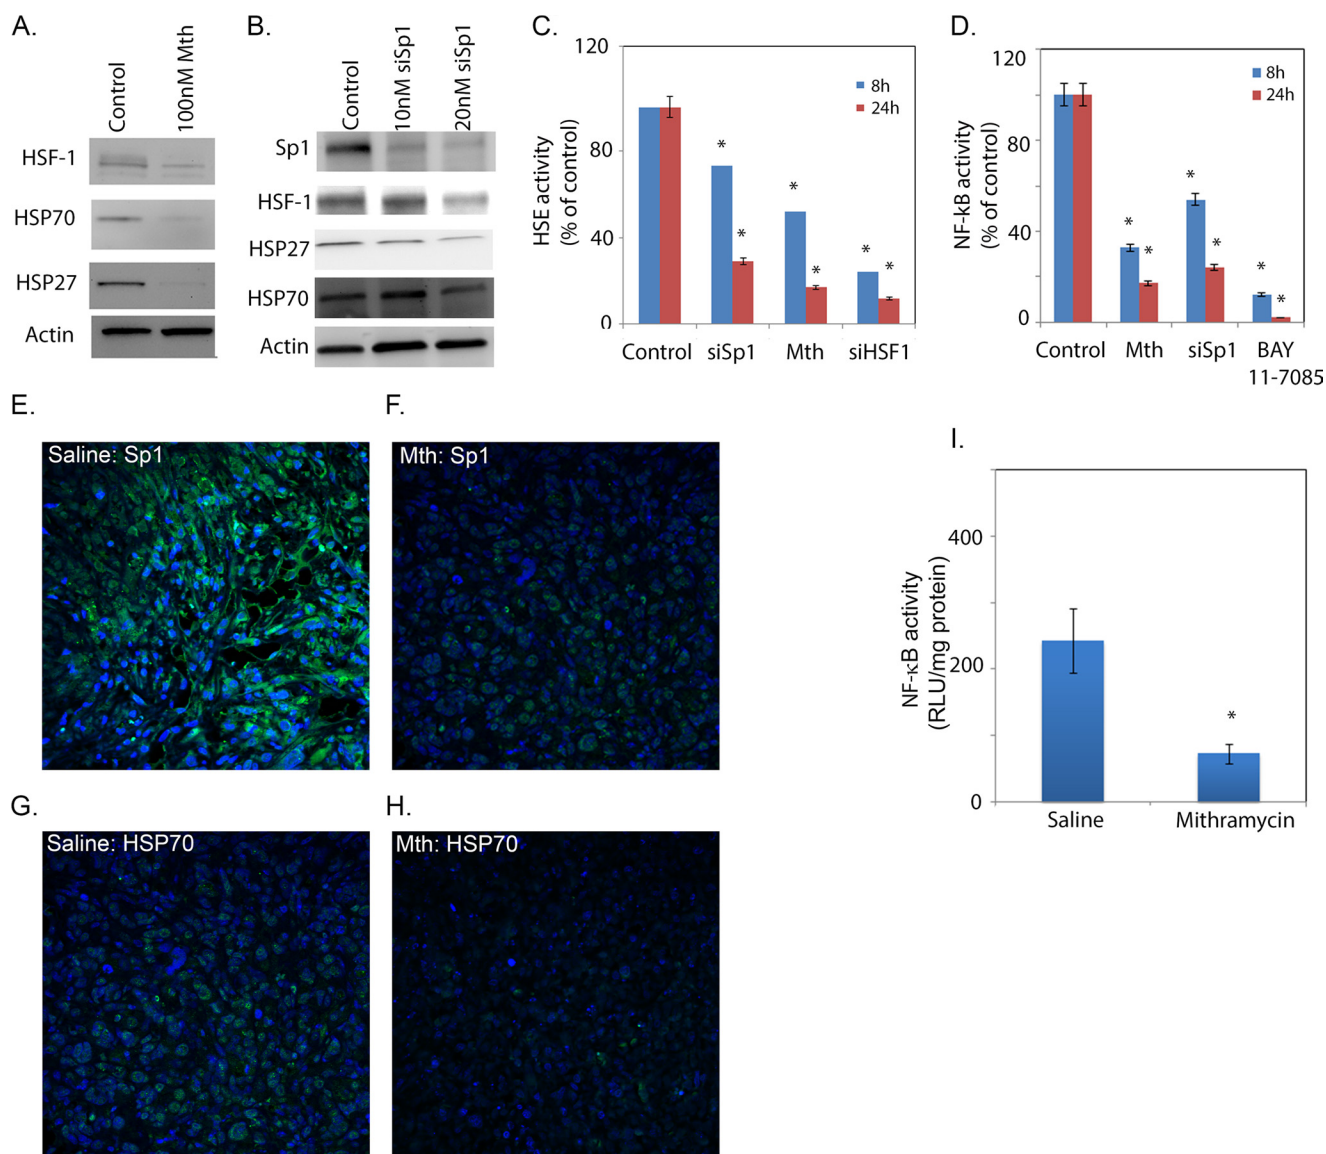 A.
Control
100nM Mth
HSF-1
HSP70
HSP27
Actin
B.
Control
10nM siSp1
20nM siSp1
Sp1
HSF-1
HSP27
HSP70
Actin
C.
HSE activity
(% of control)
120
80
40
0
8h
24h
*
*
*
*
*
*
Control
siSp1
Mth
siHSF1
D.
NF-kB activity
(% of control)
120
80
40
0
8h
24h
*
*
*
*
*
*
Control
Mth
siSp1
BAY
11-7085
E.
Saline: Sp1
F.
Mth: Sp1
G.
Saline: HSP70
H.
Mth: HSP70
I.
NF-κB activity
(RLU/mg protein)
400
200
0
*
Saline
Mithramycin